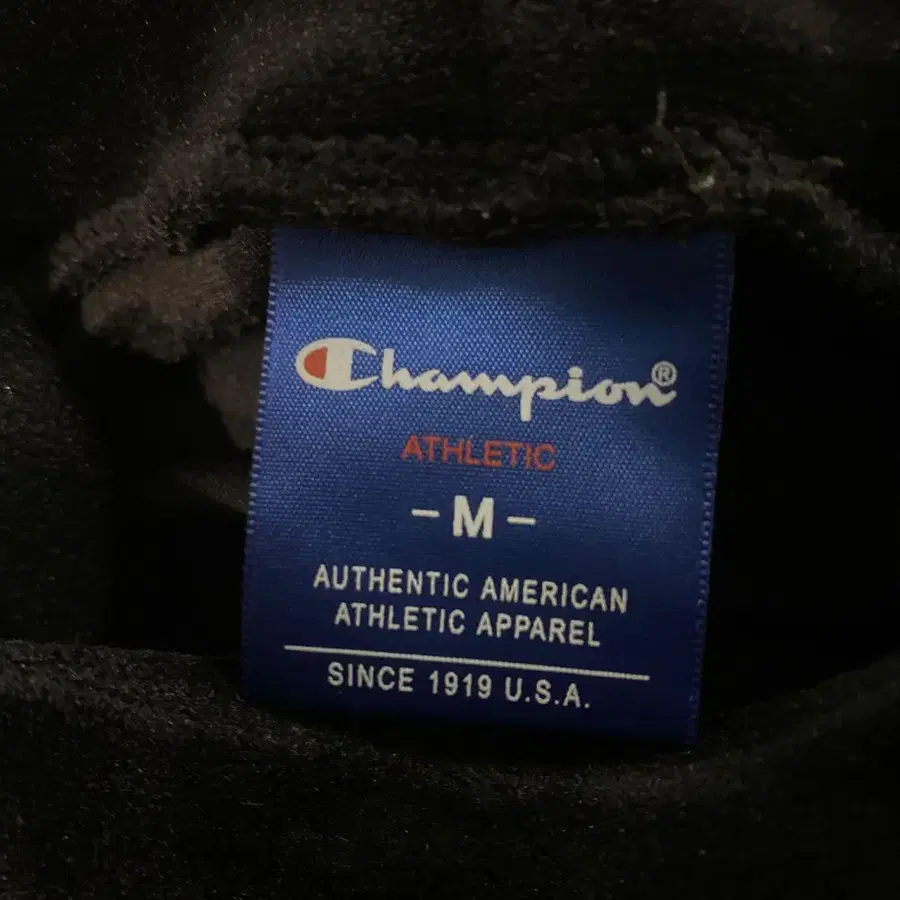 Champion®
ATHLETIC
- M -
AUTHENTIC AMERICAN
ATHLETIC APPAREL
SINCE 1919 U.S.A.